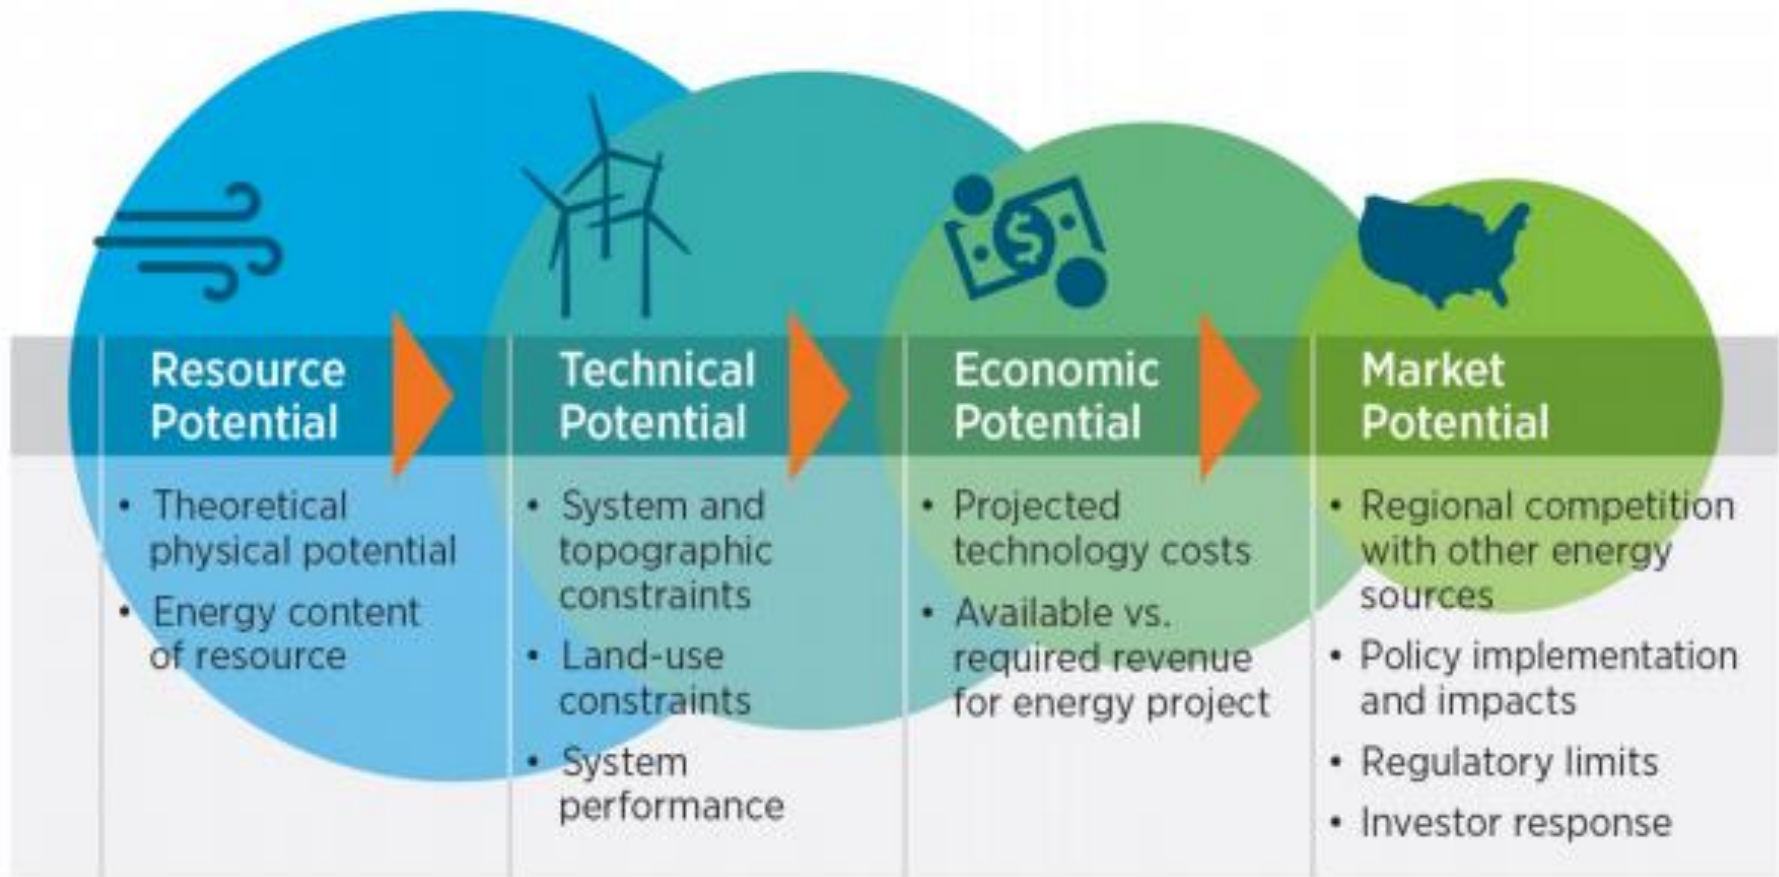 Resource
Potential
• Theoretical
physical potential
• Energy content
of resource
Technical
Potential
• System and
topographic
constraints
• Land-use
constraints
• System
performance
$
Economic
Potential
• Projected
technology costs
• Available vs.
required revenue
for energy project
Market
Potential
• Regional competition
with other energy
sources
• Policy implementation
and impacts
• Regulatory limits
• Investor response